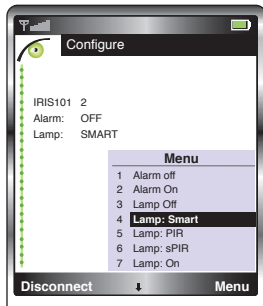 Configure
IRIS101 2
Alarm: OFF
Lamp: SMART
Menu
1 Alarm off
2 Alarm On
3 Lamp Off
4 Lamp: Smart
5 Lamp: PIR
6 Lamp: sPIR
7 Lamp: On
Disconnect Menu